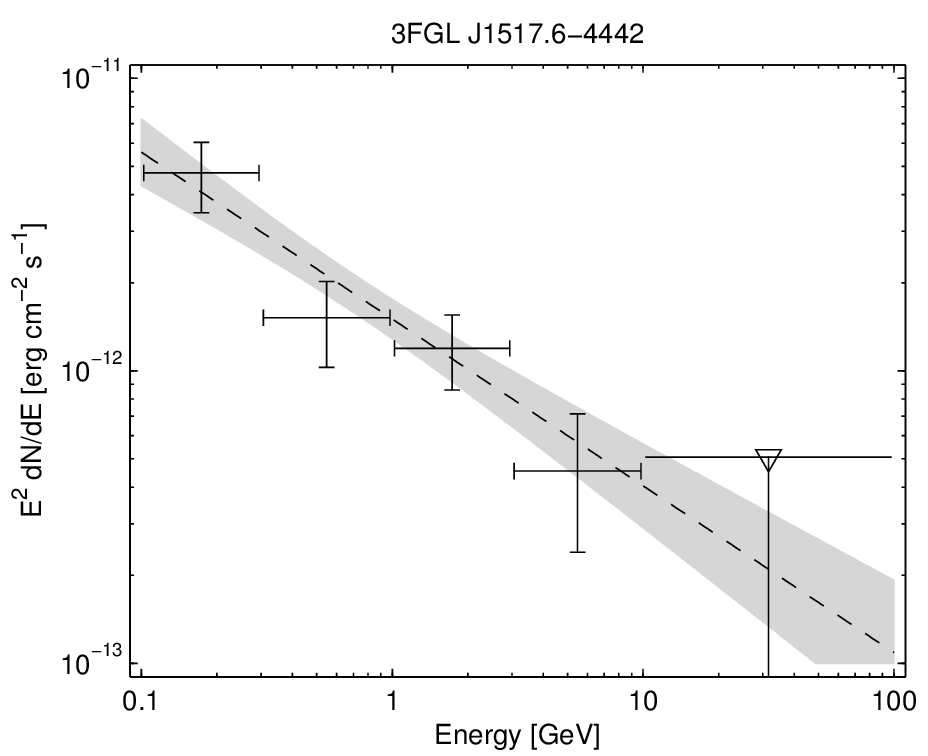 3FGL J1517.6−4442
10⁻¹¹
10⁻¹²
10⁻¹³
E² dN/dE [erg cm⁻² s⁻¹]
0.1 1 10 100
Energy [GeV]